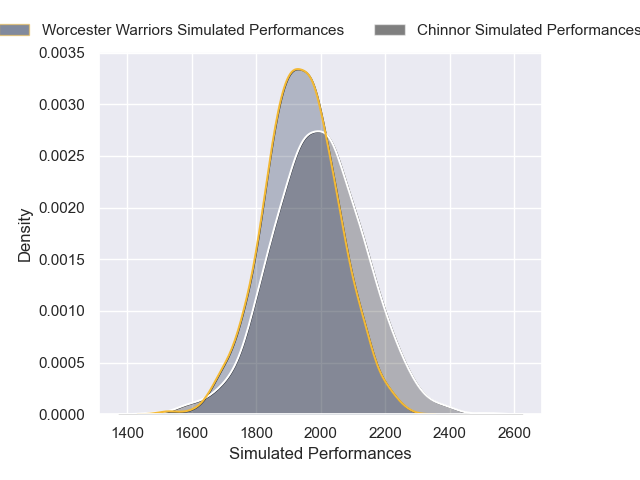 Worcester Warriors Simulated Performances
Chinnor Simulated Performances
0.0035
0.0030
0.0025
0.0020
0.0015
0.0010
0.0005
0.0000
Density
1400 1600 1800 2000 2200 2400 2600
Simulated Performances